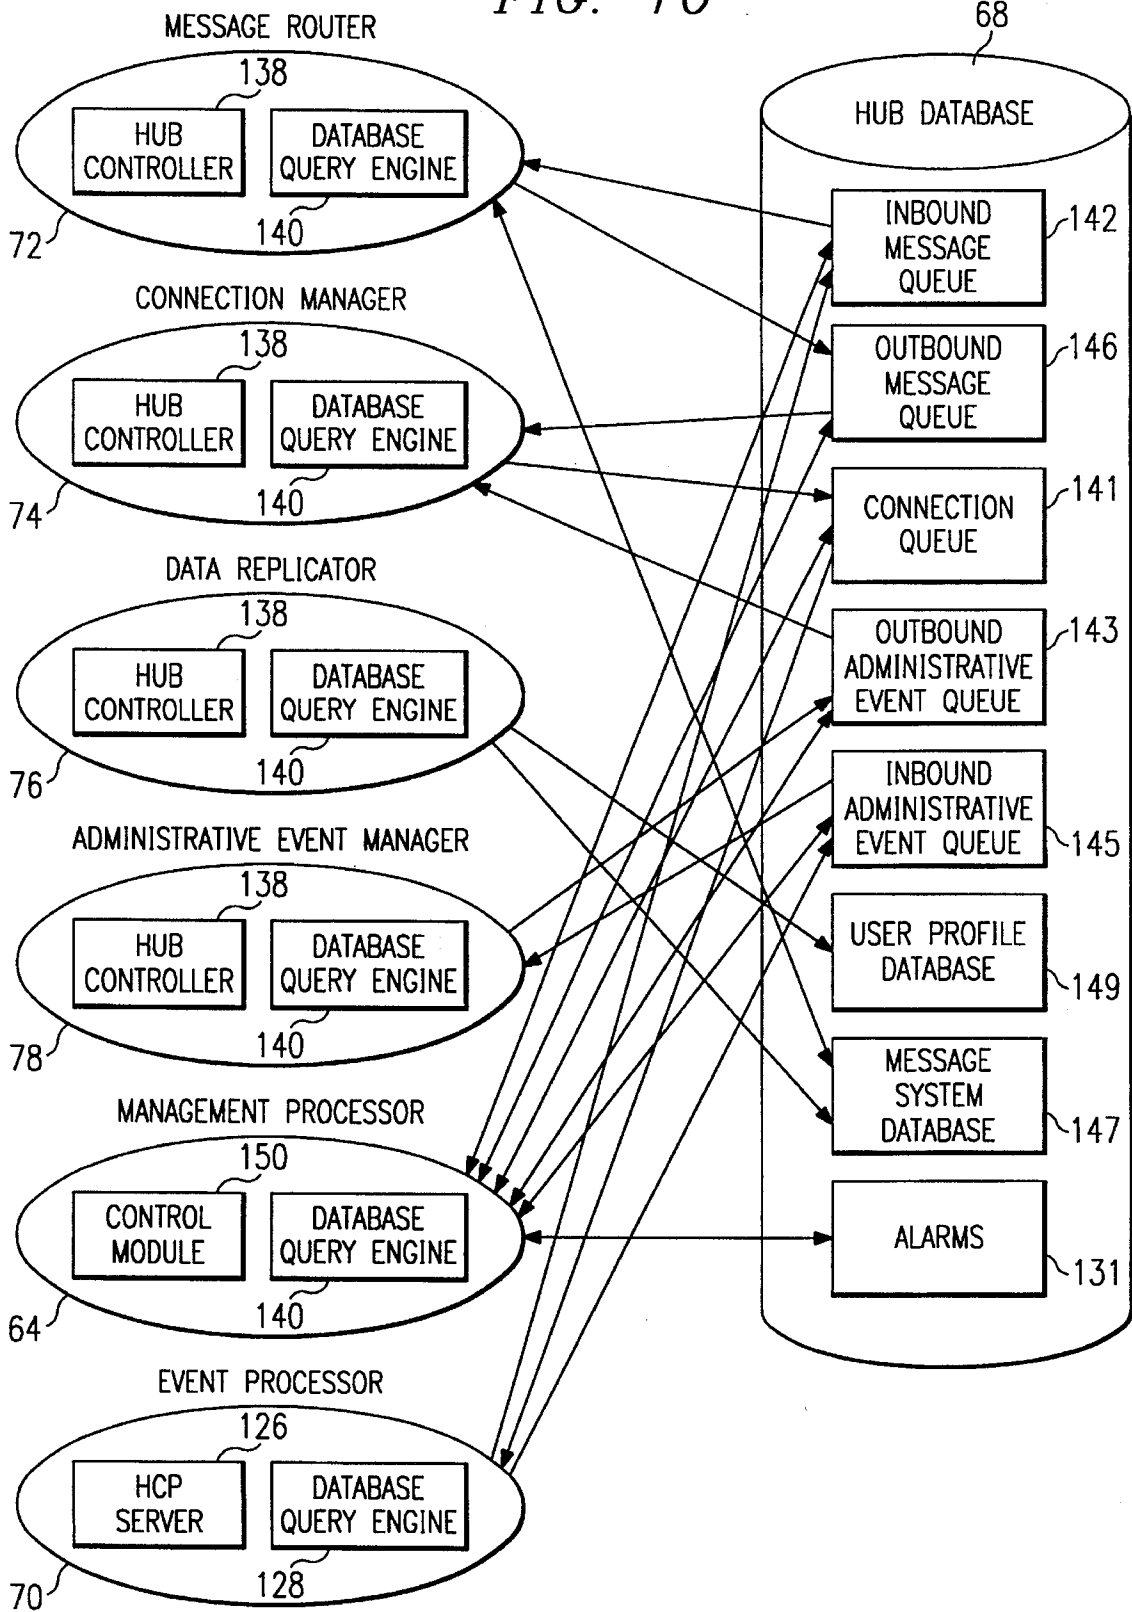 FIG. 10
MESSAGE ROUTER
138
HUB
CONTROLLER
DATABASE
QUERY ENGINE
140
72
CONNECTION MANAGER
138
HUB
CONTROLLER
DATABASE
QUERY ENGINE
140
74
DATA REPLICATOR
138
HUB
CONTROLLER
DATABASE
QUERY ENGINE
140
76
ADMINISTRATIVE EVENT MANAGER
138
HUB
CONTROLLER
DATABASE
QUERY ENGINE
140
78
MANAGEMENT PROCESSOR
150
CONTROL
MODULE
DATABASE
QUERY ENGINE
140
64
EVENT PROCESSOR
126
HCP
SERVER
DATABASE
QUERY ENGINE
128
70
68
HUB DATABASE
INBOUND
MESSAGE
QUEUE
142
OUTBOUND
MESSAGE
QUEUE
146
CONNECTION
QUEUE
141
OUTBOUND
ADMINISTRATIVE
EVENT QUEUE
143
INBOUND
ADMINISTRATIVE
EVENT QUEUE
145
USER PROFILE
DATABASE
149
MESSAGE
SYSTEM
DATABASE
147
ALARMS
131